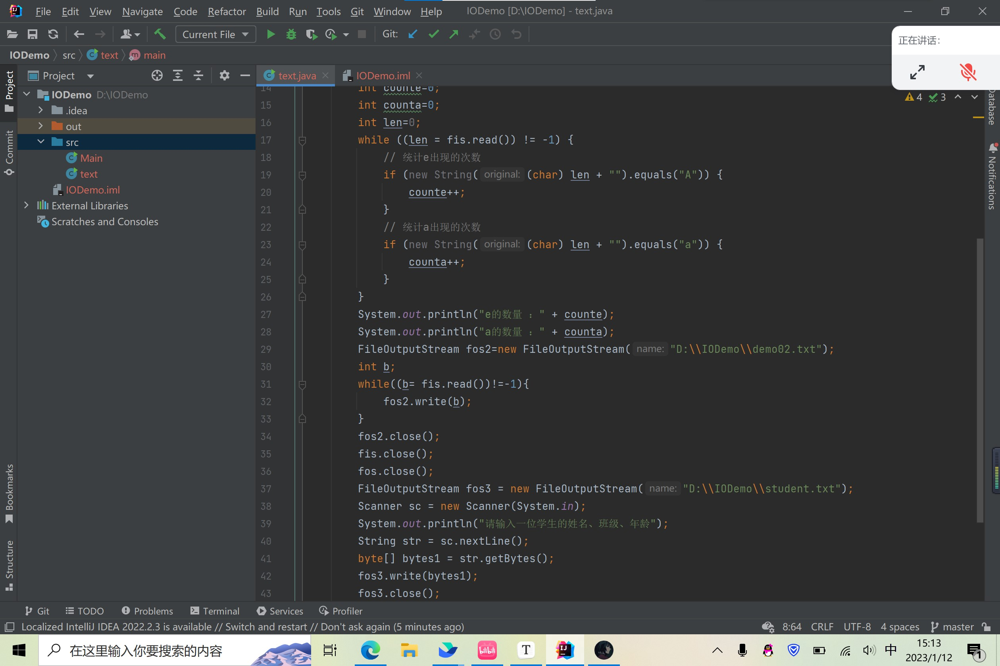 File Edit View Navigate Code Refactor Build Run Tools Git Window Help IODemo [D:\IODemo] - text.java
Current File Git:
正在讲话:
IODemo src text main
Project
text.java IODemo.iml
IODemo D:\IODemo
.idea
out
src
Main
text
IODemo.iml
External Libraries
Scratches and Consoles
Project
Commit
Bookmarks
Structure
Database
Notifications
4 3
14 int counte=0;
15 int counta=0;
16 int len=0;
17 while ((len = fis.read()) != -1) {
18 // 统计e出现的次数
19 if (new String( original: (char) len + "").equals("A")) {
20 counte++;
21 }
22 // 统计a出现的次数
23 if (new String( original: (char) len + "").equals("a")) {
24 counta++;
25 }
26 }
27 System.out.println("e的数量 ：" + counte);
28 System.out.println("a的数量 ：" + counta);
29 FileOutputStream fos2=new FileOutputStream( name: "D:\\IODemo\\demo02.txt");
30 int b;
31 while((b= fis.read())!=-1){
32 fos2.write(b);
33 }
34 fos2.close();
35 fis.close();
36 fos.close();
37 FileOutputStream fos3 = new FileOutputStream( name: "D:\\IODemo\\student.txt");
38 Scanner sc = new Scanner(System.in);
39 System.out.println("请输入一位学生的姓名、班级、年龄");
40 String str = sc.nextLine();
41 byte[] bytes1 = str.getBytes();
42 fos3.write(bytes1);
43 fos3.close();
Git TODO Problems Terminal Services Profiler
Localized IntelliJ IDEA 2022.2.3 is available // Switch and restart // Don't ask again (5 minutes ago) 8:64 CRLF UTF-8 4 spaces master
在这里输入你要搜索的内容
bilibili
T
IJ
中
15:13
2023/1/12
1